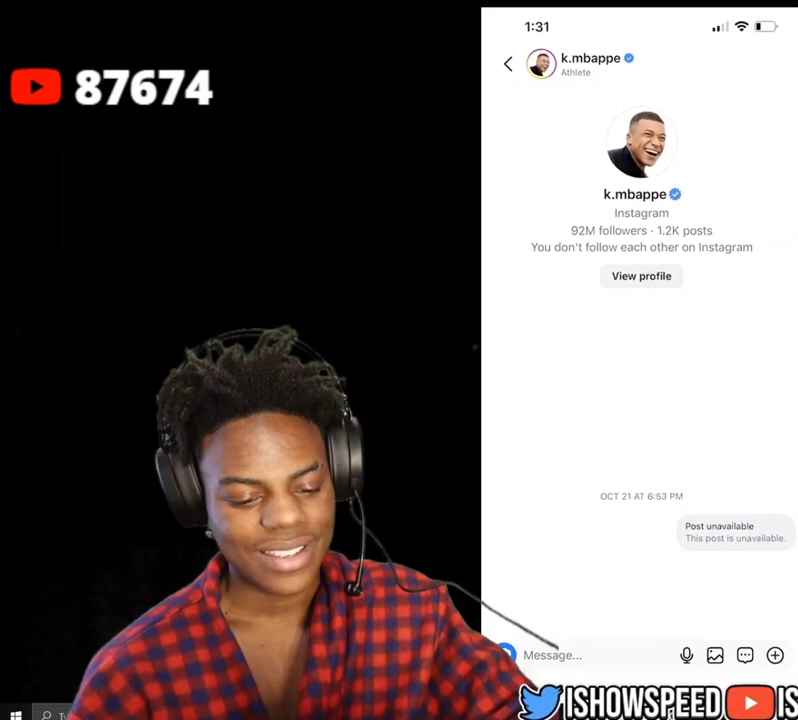 87674
1:31
k.mbappe
Athlete
k.mbappe
Instagram
92M followers · 1.2K posts
You don't follow each other on Instagram
View profile
OCT 21 AT 6:53 PM
Post unavailable
This post is unavailable.
Message...
ISHOWSPEED
IS